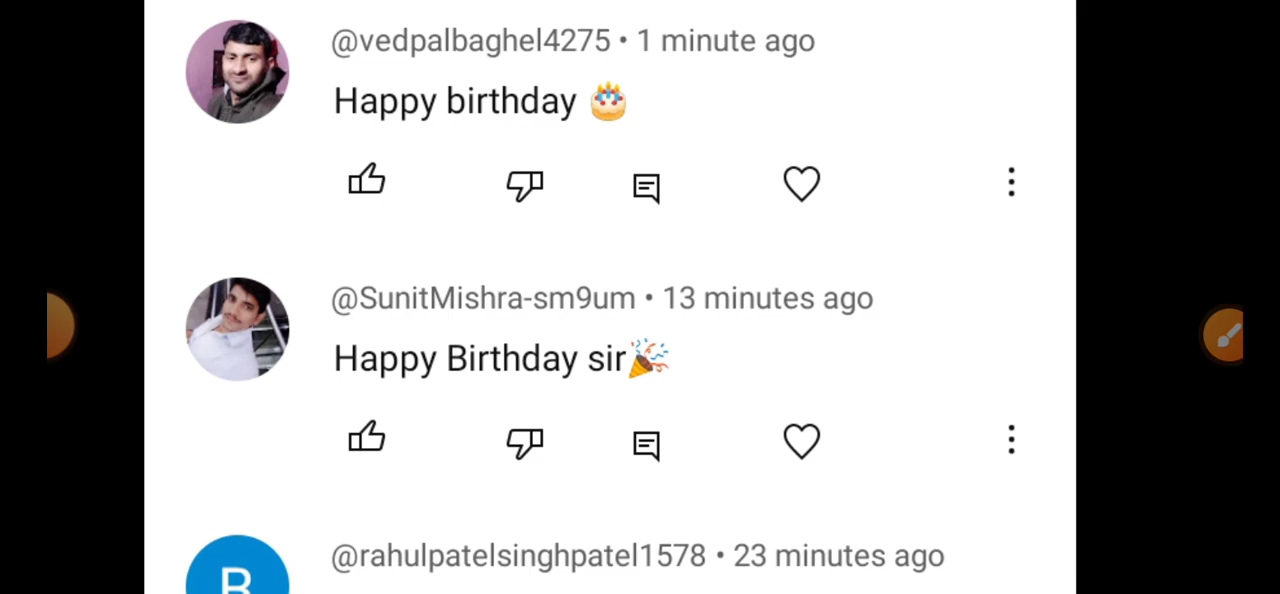 @vedpalbaghel4275 • 1 minute ago
Happy birthday 🎂
@SunitMishra-sm9um • 13 minutes ago
Happy Birthday sir🎉
@rahulpatelsinghpatel1578 • 23 minutes ago
R